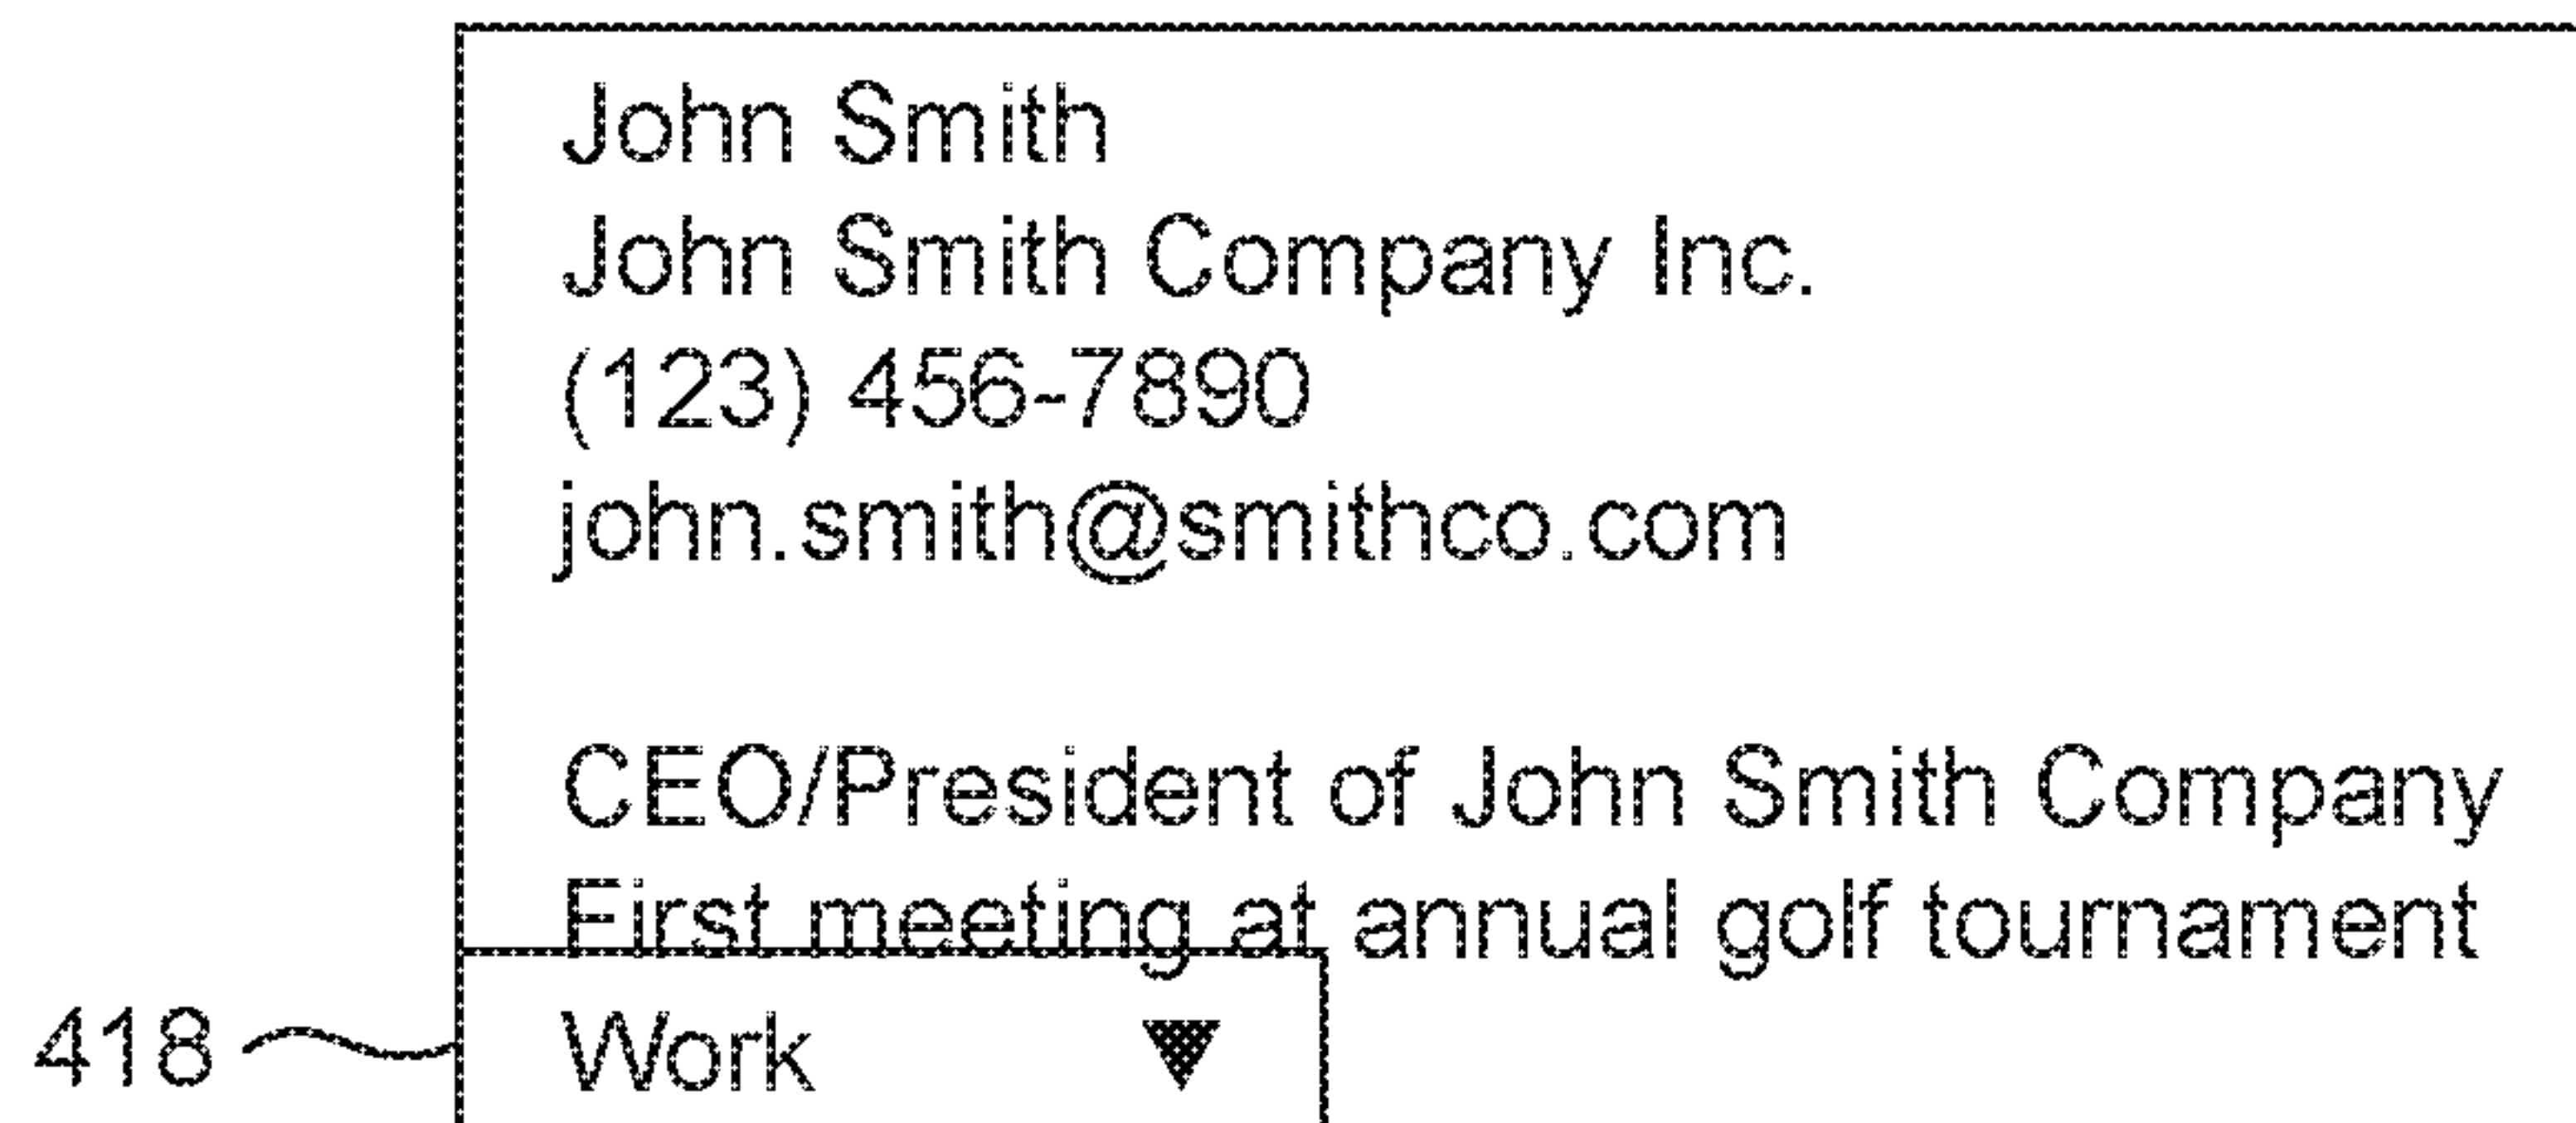 John Smith
John Smith Company Inc.
(123) 456-7890
john.smith@smithco.com
CEO/President of John Smith Company
First meeting at annual golf tournament
418
Work